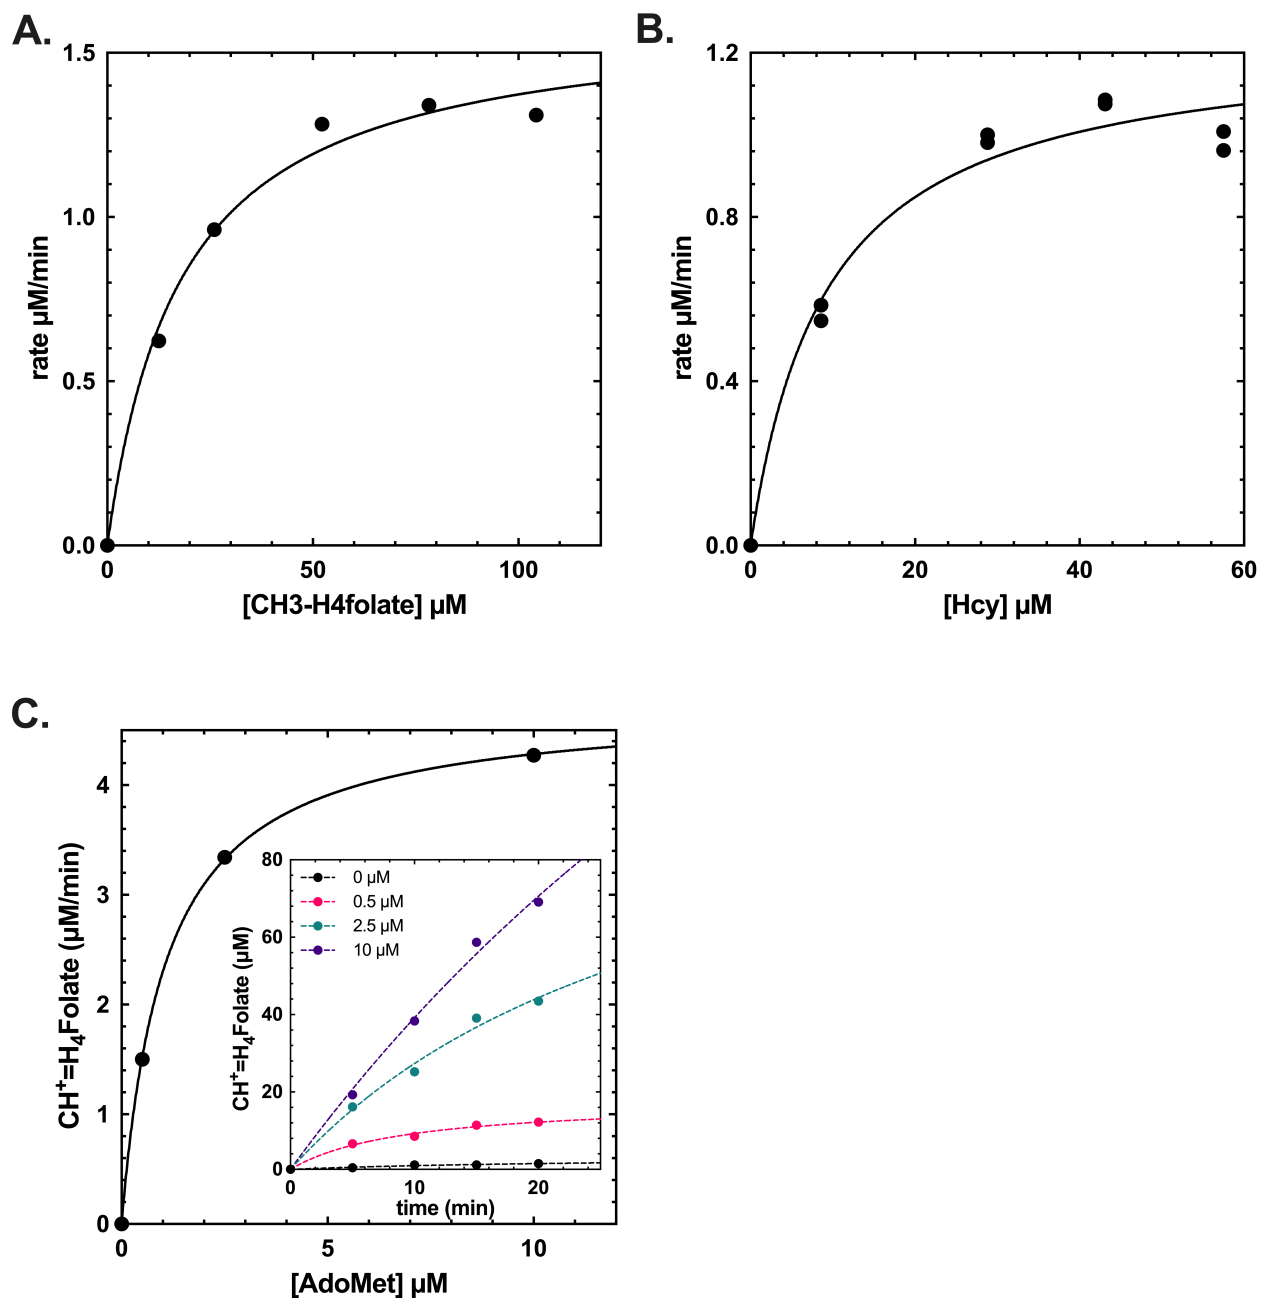 A.
1.5
1.0
0.5
0.0
rate µM/min
0 50 100
[CH3-H4folate] µM
B.
1.2
0.8
0.4
0.0
rate µM/min
0 20 40 60
[Hcy] µM
C.
4
3
2
1
0
CH⁺=H₄Folate (µM/min)
0 5 10
[AdoMet] µM
80
60
40
20
0
CH⁺=H₄Folate (µM)
0 µM
0.5 µM
2.5 µM
10 µM
0 10 20
time (min)